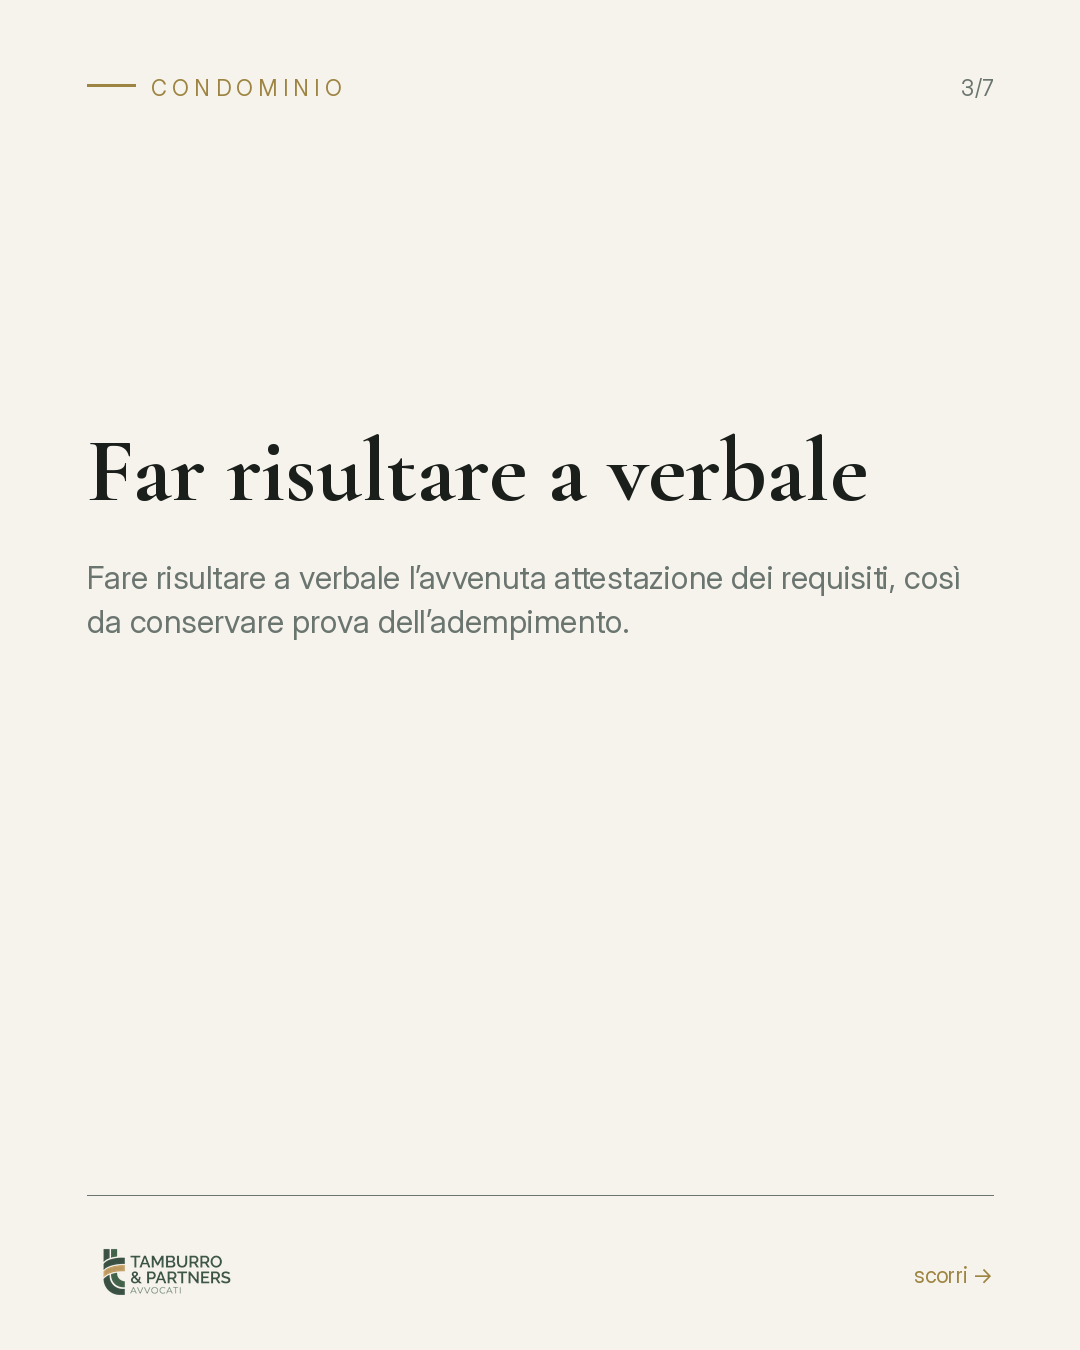 CONDOMINIO
3/7
Far risultare a verbale
Fare risultare a verbale l’avvenuta attestazione dei requisiti, così
da conservare prova dell’adempimento.
TAMBURRO
& PARTNERS
AVVOCATI
scorri →